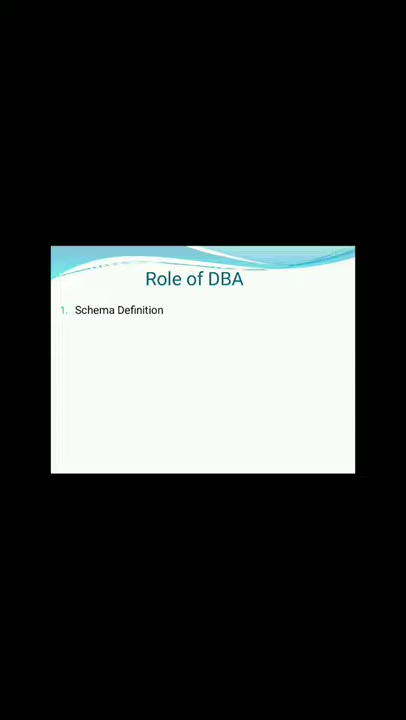 Role of DBA
1. Schema Definition